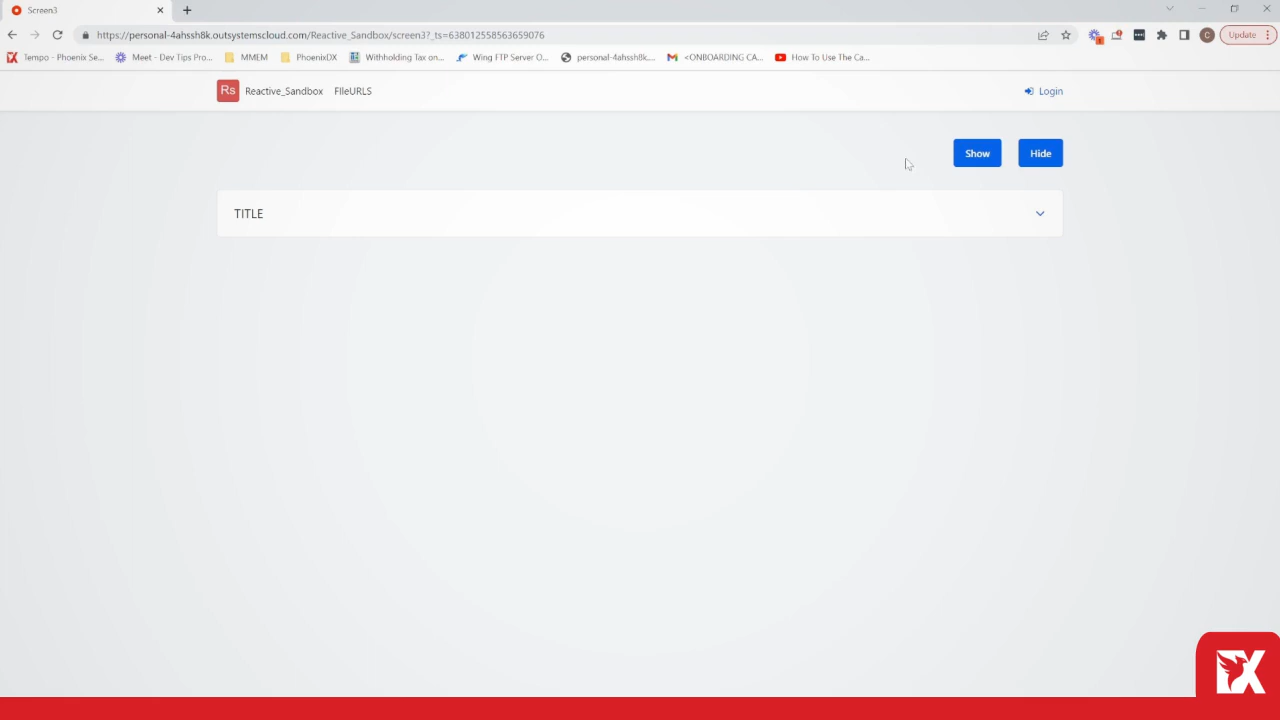 Screen3
https://personal-4ahssh8k.outsystemscloud.com/Reactive_Sandbox/screen3?_ts=638012558563659076
C
Update
Tempo - Phoenix Se...
Meet - Dev Tips Pro...
MMEM
PhoenixDX
Withholding Tax on...
Wing FTP Server O...
personal-4ahssh8k....
<ONBOARDING CA...
How To Use The Ca...
Rs
Reactive_Sandbox
FIleURLS
Login
Show
Hide
TITLE